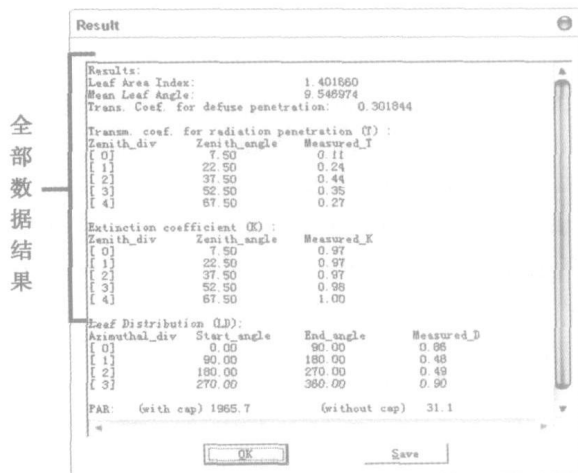 Result
Results:
Leaf Area Index: 1.401860
Mean Leaf Angle: 9.546974
Trans. Coef. for defuse penetration: 0.301844
Transm. coef. for radiation penetration (T) :
Zenith_div Zenith_angle Measured_T
[ 0] 7.50 0.11
[ 1] 22.50 0.24
[ 2] 37.50 0.44
[ 3] 52.50 0.35
[ 4] 67.50 0.27
Extinction coefficient (K) :
Zenith_div Zenith_angle Measured_K
[ 0] 7.50 0.97
[ 1] 22.50 0.97
[ 2] 37.50 0.97
[ 3] 52.50 0.98
[ 4] 67.50 1.00
Leaf Distribution (LD):
Azimuthal_div Start_angle End_angle Measured_D
[ 0] 0.00 90.00 0.86
[ 1] 90.00 180.00 0.48
[ 2] 180.00 270.00 0.49
[ 3] 270.00 360.00 0.90
PAR: (with cap) 1965.7 (without cap) 31.1
OK Save
全部数据结果